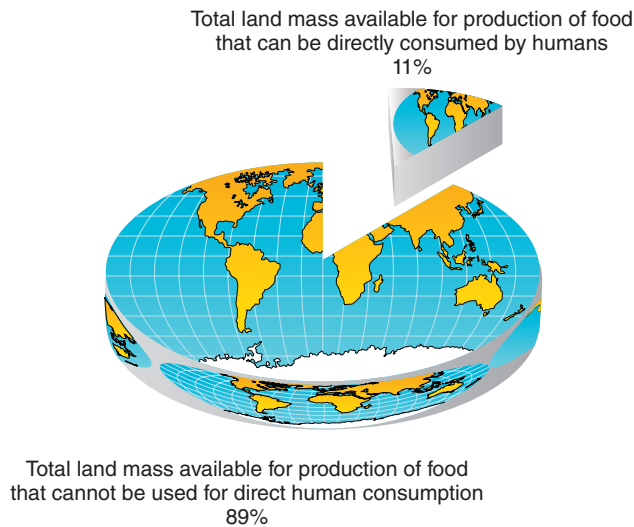 Total land mass available for production of food
that can be directly consumed by humans
11%
Total land mass available for production of food
that cannot be used for direct human consumption
89%